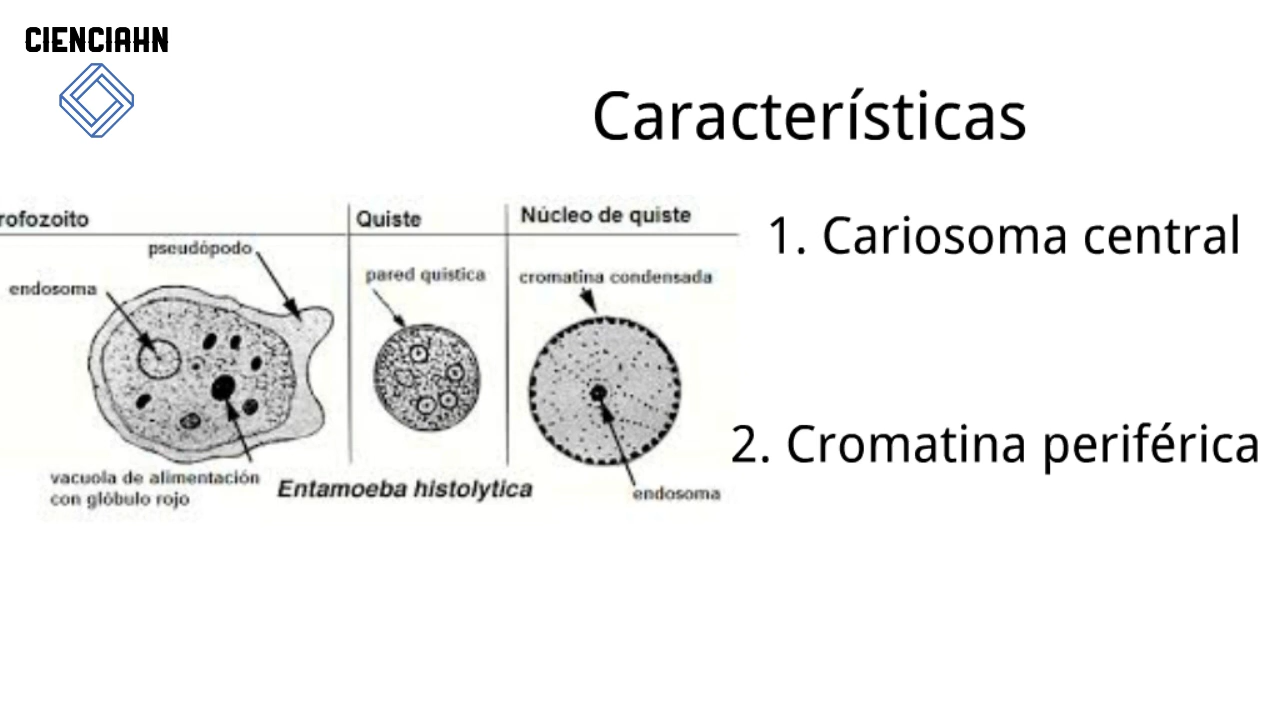 CIENCIAHN
Características
rofozoito
Quiste
Núcleo de quiste
pseudópodo
endosoma
pared quística
cromatina condensada
vacuola de alimentación
con glóbulo rojo
Entamoeba histolytica
endosoma
1. Cariosoma central
2. Cromatina periférica